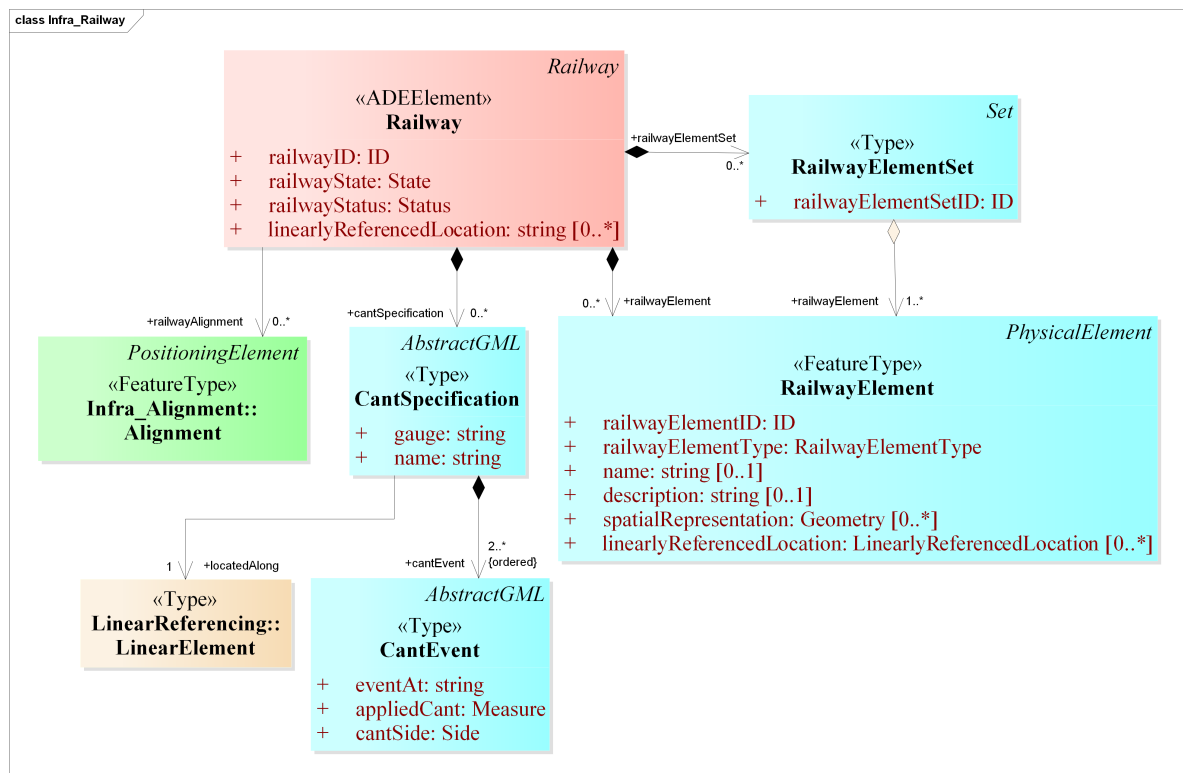 class Infra_Railway
Railway
«ADEElement»
Railway
+ railwayID: ID
+ railwayState: State
+ railwayStatus: Status
+ linearlyReferencedLocation: string [0..*]
+railwayElementSet
0..*
Set
«Type»
RailwayElementSet
+ railwayElementSetID: ID
+railwayAlignment
0..*
+cantSpecification
0..*
0..*
+railwayElement
+railwayElement
1..*
PositioningElement
«FeatureType»
Infra_Alignment::
Alignment
AbstractGML
«Type»
CantSpecification
+ gauge: string
+ name: string
PhysicalElement
«FeatureType»
RailwayElement
+ railwayElementID: ID
+ railwayElementType: RailwayElementType
+ name: string [0..1]
+ description: string [0..1]
+ spatialRepresentation: Geometry [0..*]
+ linearlyReferencedLocation: LinearlyReferencedLocation [0..*]
1
+locatedAlong
2..*
{ordered}
+cantEvent
«Type»
LinearReferencing::
LinearElement
AbstractGML
«Type»
CantEvent
+ eventAt: string
+ appliedCant: Measure
+ cantSide: Side